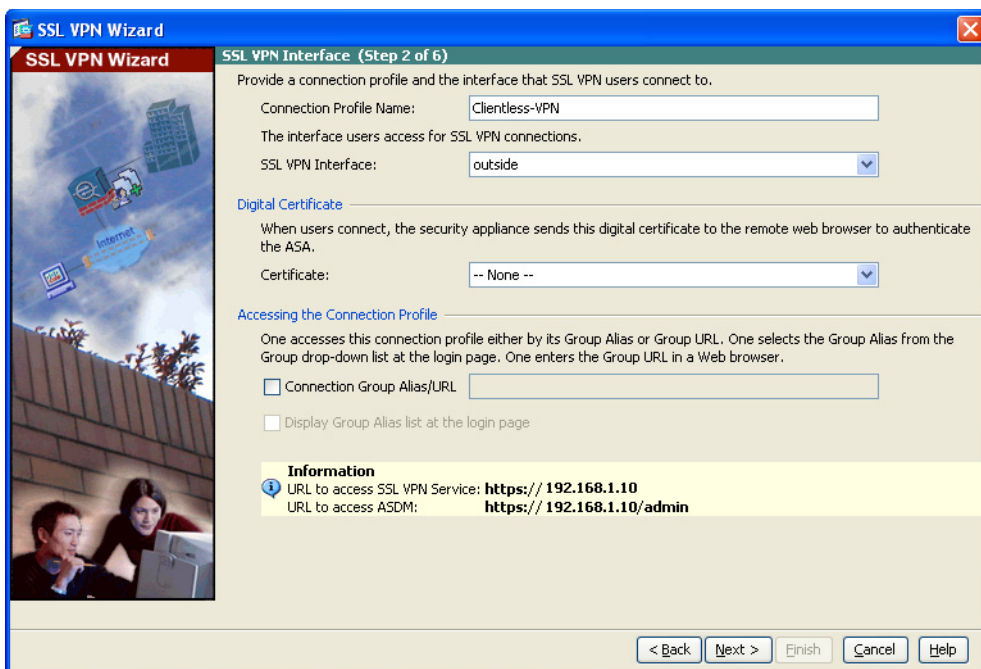 SSL VPN Wizard
SSL VPN Wizard
Internet
SSL VPN Interface (Step 2 of 6)
Provide a connection profile and the interface that SSL VPN users connect to.
Connection Profile Name: Clientless-VPN
The interface users access for SSL VPN connections.
SSL VPN Interface: outside
Digital Certificate
When users connect, the security appliance sends this digital certificate to the remote web browser to authenticate
the ASA.
Certificate: -- None --
Accessing the Connection Profile
One accesses this connection profile either by its Group Alias or Group URL. One selects the Group Alias from the
Group drop-down list at the login page. One enters the Group URL in a Web browser.
Connection Group Alias/URL
Display Group Alias list at the login page
Information
URL to access SSL VPN Service: https:// 192.168.1.10
URL to access ASDM: https:// 192.168.1.10/admin
< Back Next > Finish Cancel Help